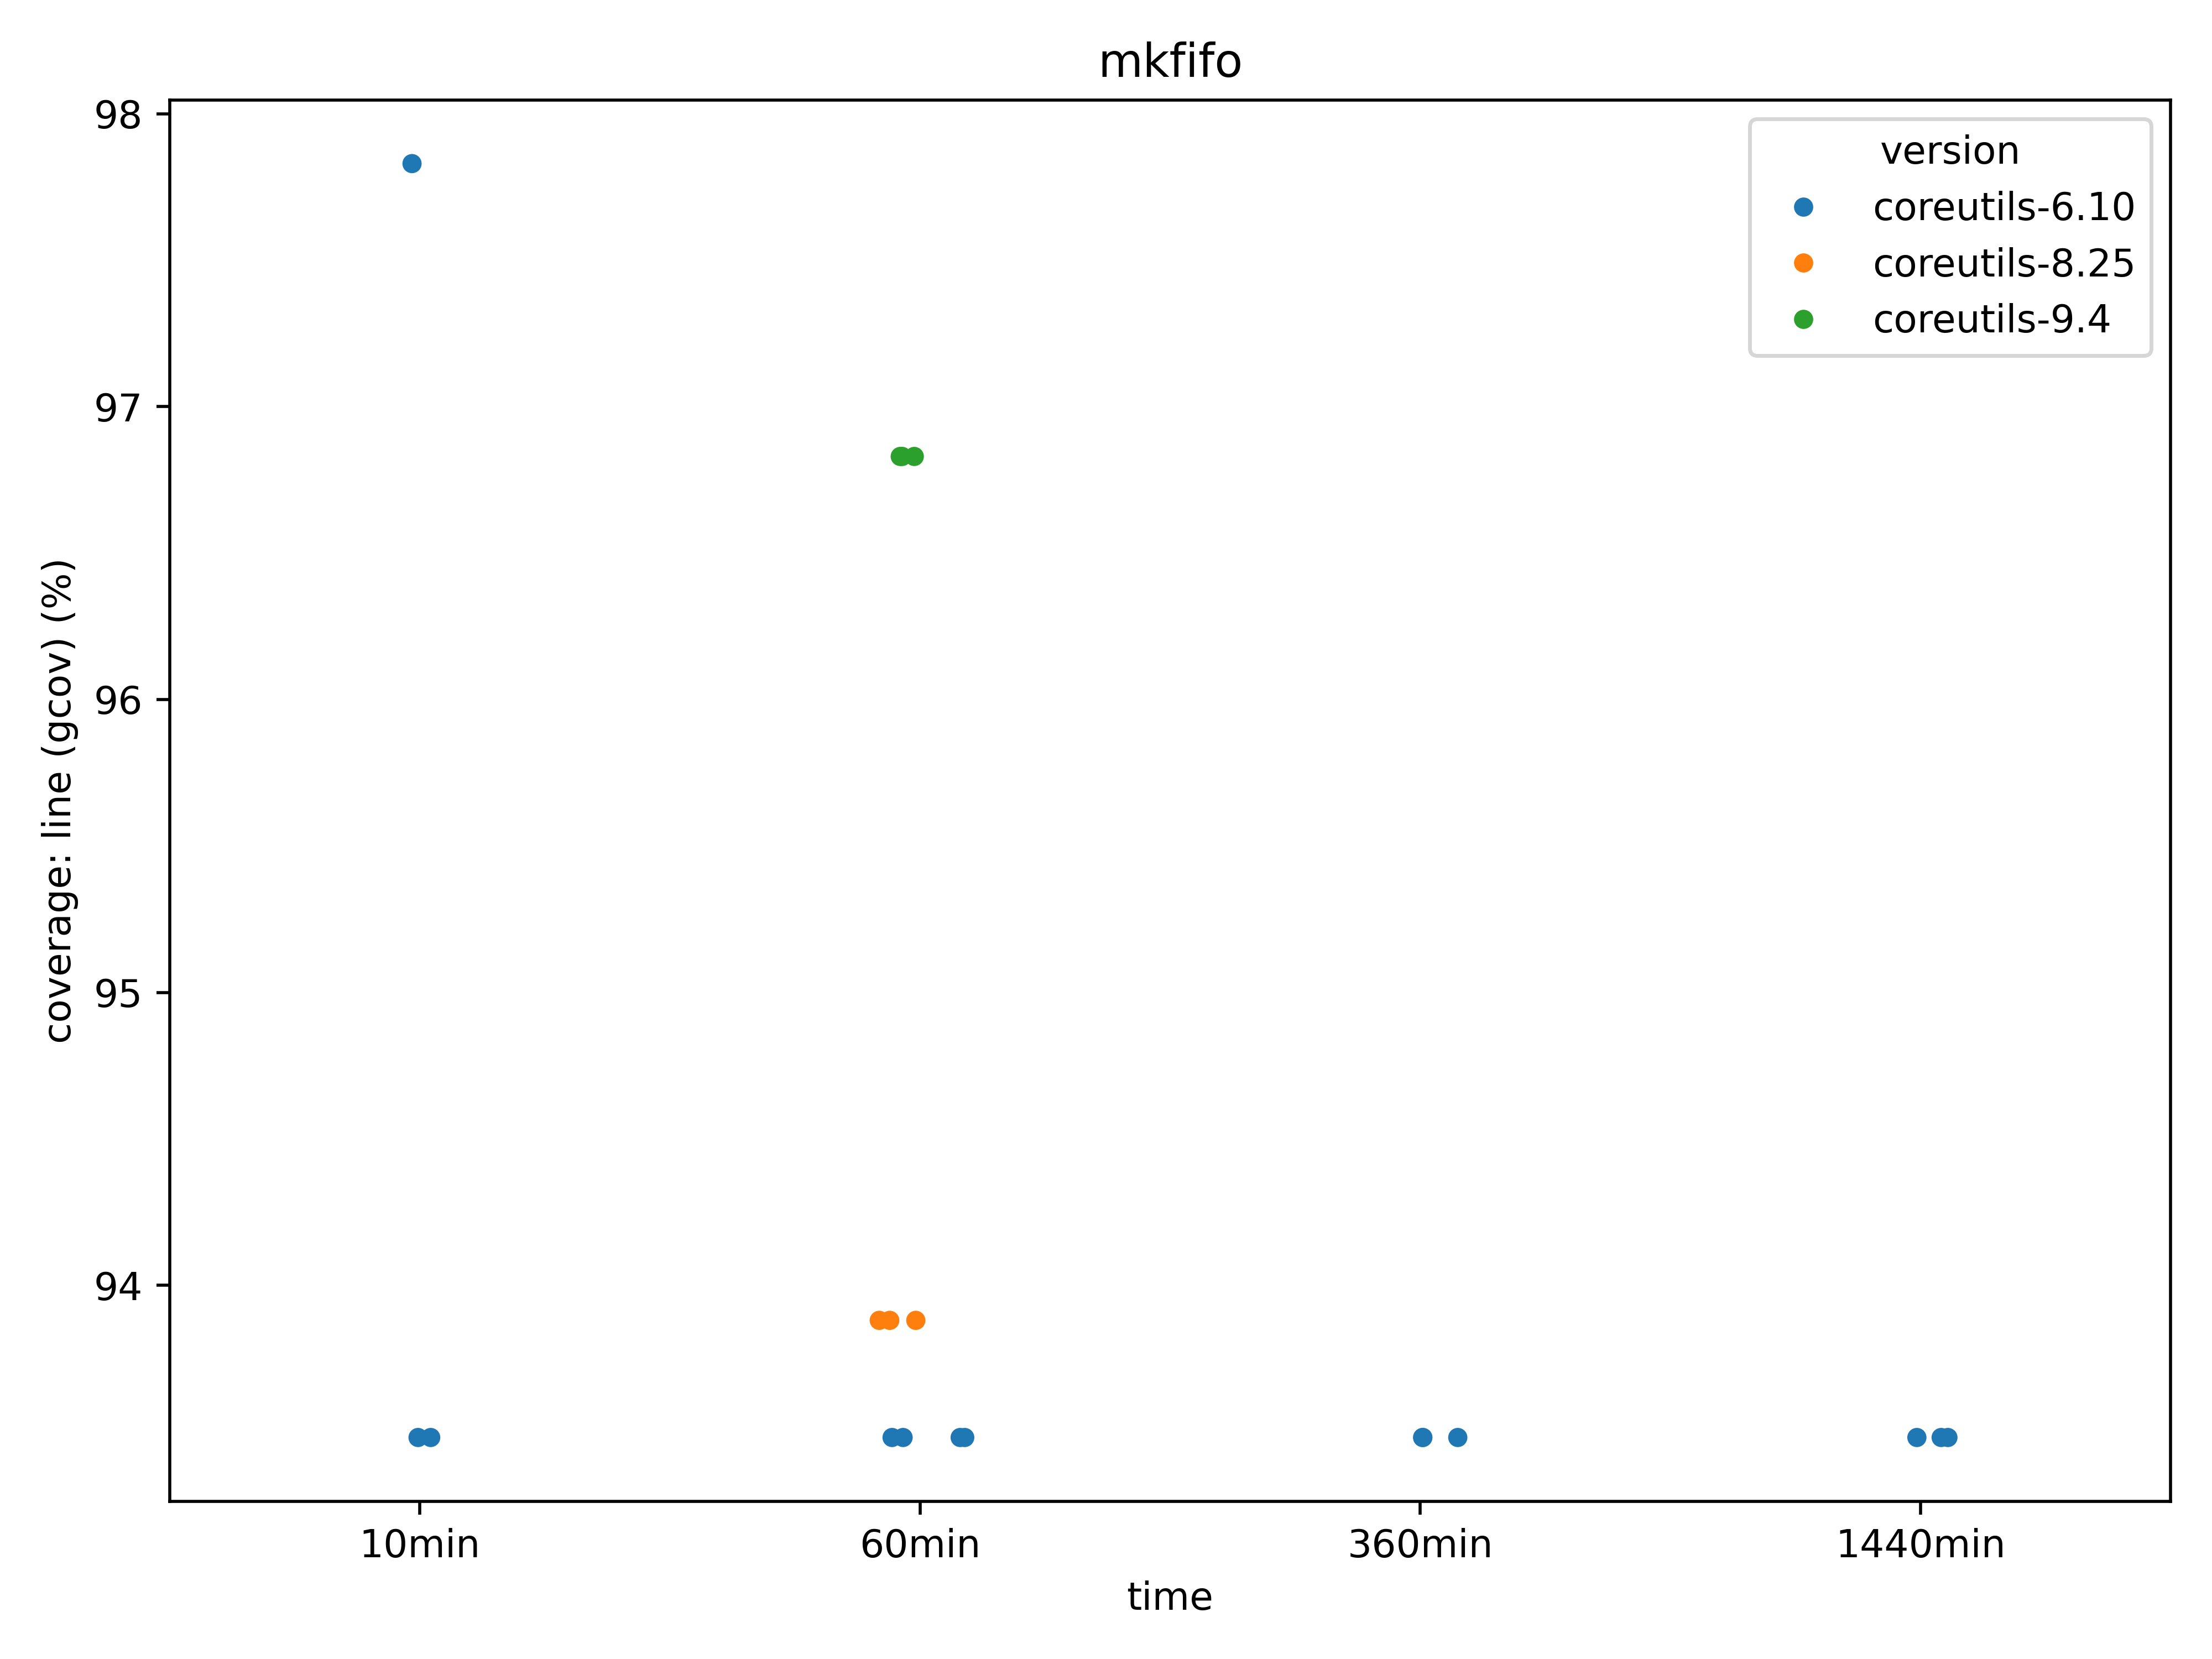 mkfifo
98
97
96
95
94
coverage: line (gcov) (%)
version
coreutils-6.10
coreutils-8.25
coreutils-9.4
10min
60min
360min
1440min
time